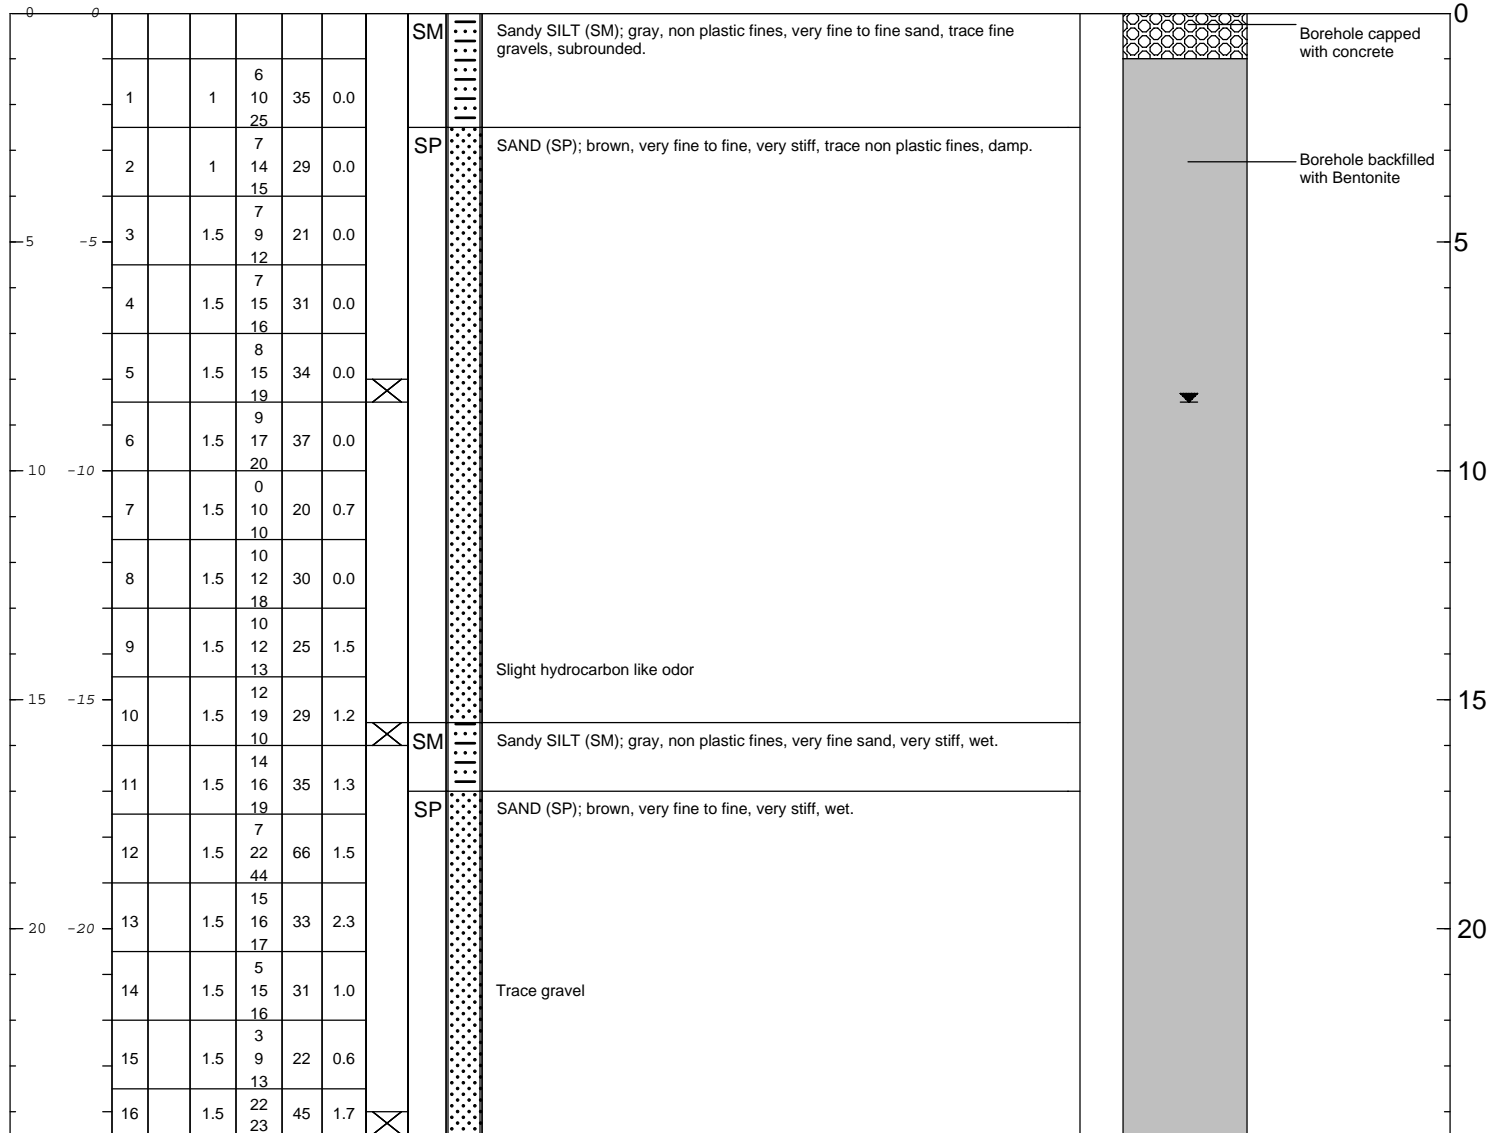 0 0 SM Sandy SILT (SM); gray, non plastic fines, very fine to fine sand, trace fine 0
gravels, subrounded.
Borehole capped
with concrete
6
1 1 10 35 0.0
25
7
SP SAND (SP); brown, very fine to fine, very stiff, trace non plastic fines, damp.
2 1 14 29 0.0
15
Borehole backfilled
with Bentonite
7
5 -5 3 1.5 9 21 0.0 5
12
7
4 1.5 15 31 0.0
16
8
5 1.5 15 34 0.0
19
9
6 1.5 17 37 0.0
20
10 -10 10
0
7 1.5 10 20 0.7
10
10
8 1.5 12 30 0.0
18
10
9 1.5 12 25 1.5
13
Slight hydrocarbon like odor
12
15 -15 15
10 1.5 19 29 1.2
10
SM Sandy SILT (SM); gray, non plastic fines, very fine sand, very stiff, wet.
14
11 1.5 16 35 1.3
19
SP SAND (SP); brown, very fine to fine, very stiff, wet.
7
12 1.5 22 66 1.5
44
15
13 1.5 16 33 2.3
20 -20 20
17
5
14 1.5 15 31 1.0 Trace gravel
16
3
15 1.5 9 22 0.6
13
22
16 1.5 45 1.7
23